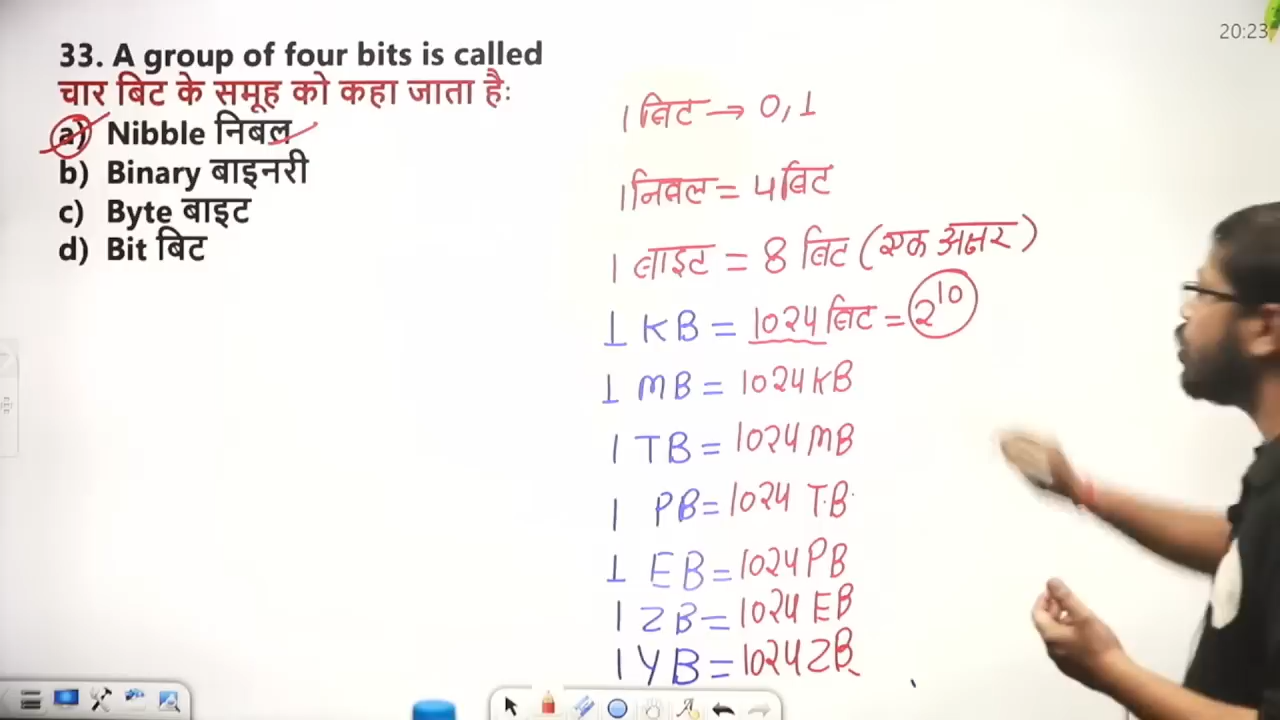 20:23
33. A group of four bits is called
चार बिट के समूह को कहा जाता हैः
a) Nibble निबल
b) Binary बाइनरी
c) Byte बाइट
d) Bit बिट
1 बिट → 0,1
1 निबल = 4 बिट
1 बाइट = 8 बिट (एक अक्षर)
1 KB = 1024 बिट = 2^10
1 MB = 1024 KB
1 TB = 1024 MB
1 PB = 1024 T.B.
1 EB = 1024 PB
1 ZB = 1024 EB
1 YB = 1024 ZB